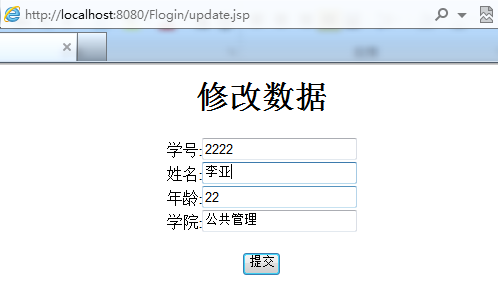 http://localhost:8080/Flogin/update.jsp
修改数据
学号:2222
姓名:李亚
年龄:22
学院:公共管理
提交